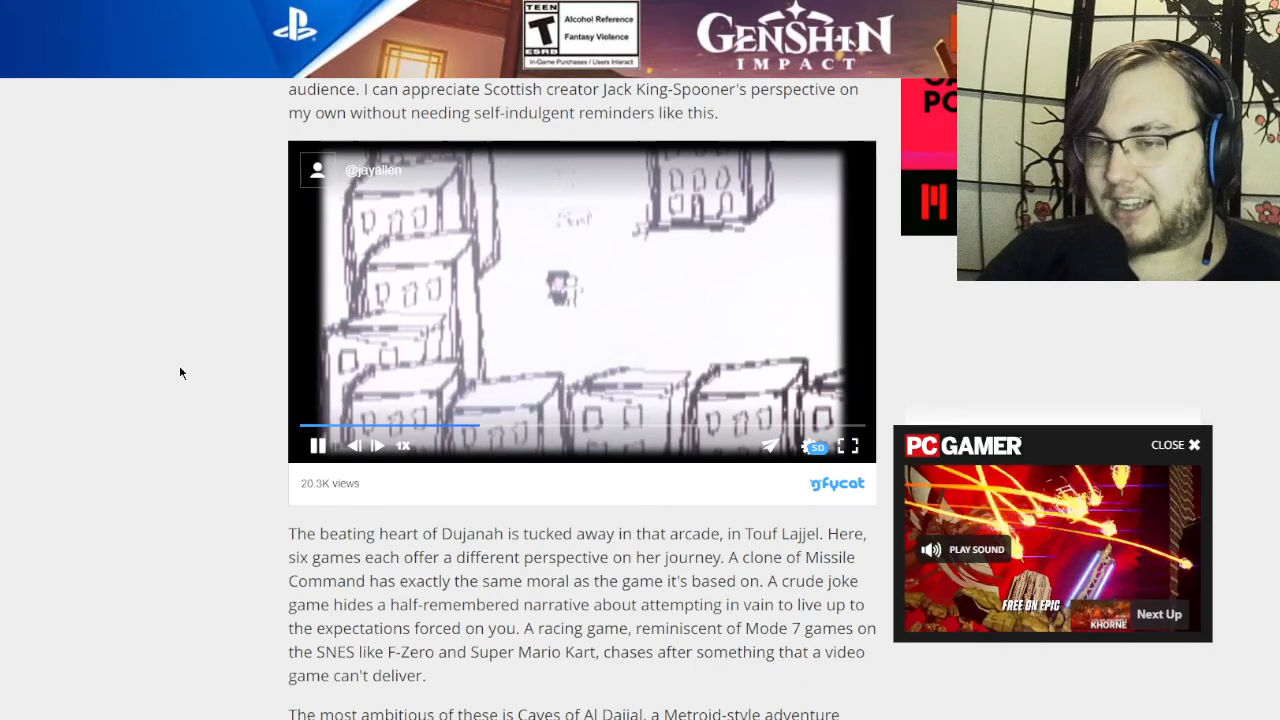 TEEN
T
ESRB
Alcohol Reference
Fantasy Violence
In-Game Purchases / Users Interact
GENSHIN
IMPACT
audience. I can appreciate Scottish creator Jack King-Spooner's perspective on
my own without needing self-indulgent reminders like this.
@jayallen
1X
SD
20.3K views
gfycat
PC GAMER
CLOSE ✖
PLAY SOUND
FREE ON EPIC
KHORNE
Next Up
The beating heart of Dujanah is tucked away in that arcade, in Touf Lajjel. Here,
six games each offer a different perspective on her journey. A clone of Missile
Command has exactly the same moral as the game it's based on. A crude joke
game hides a half-remembered narrative about attempting in vain to live up to
the expectations forced on you. A racing game, reminiscent of Mode 7 games on
the SNES like F-Zero and Super Mario Kart, chases after something that a video
game can't deliver.
The most ambitious of these is Caves of Al Dajjal, a Metroid-style adventure